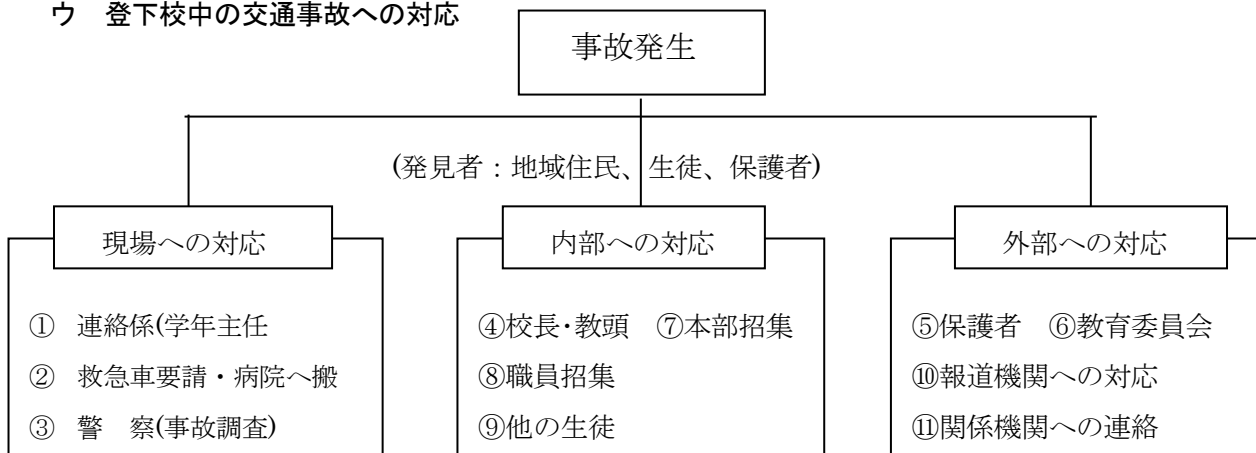 ウ 登下校中の交通事故への対応
事故発生
(発見者：地域住民、生徒、保護者)
現場への対応
① 連絡係(学年主任
② 救急車要請・病院へ搬
③ 警 察(事故調査)
内部への対応
④校長・教頭 ⑦本部招集
⑧職員招集
⑨他の生徒
外部への対応
⑤保護者 ⑥教育委員会
⑩報道機関への対応
⑪関係機関への連絡